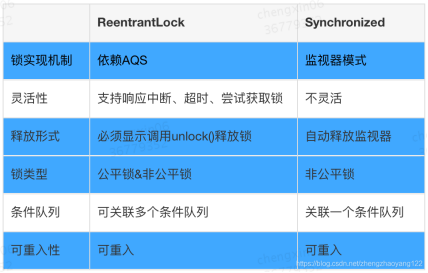 ReentrantLock Synchronized
锁实现机制 依赖AQS 监视器模式
灵活性 支持响应中断、超时、尝试获取锁 不灵活
释放形式 必须显示调用unlock()释放锁 自动释放监视器
锁类型 公平锁&非公平锁 非公平锁
条件队列 可关联多个条件队列 关联一个条件队列
可重入性 可重入 可重入
https://blog.csdn.net/zhengzhaoyang122